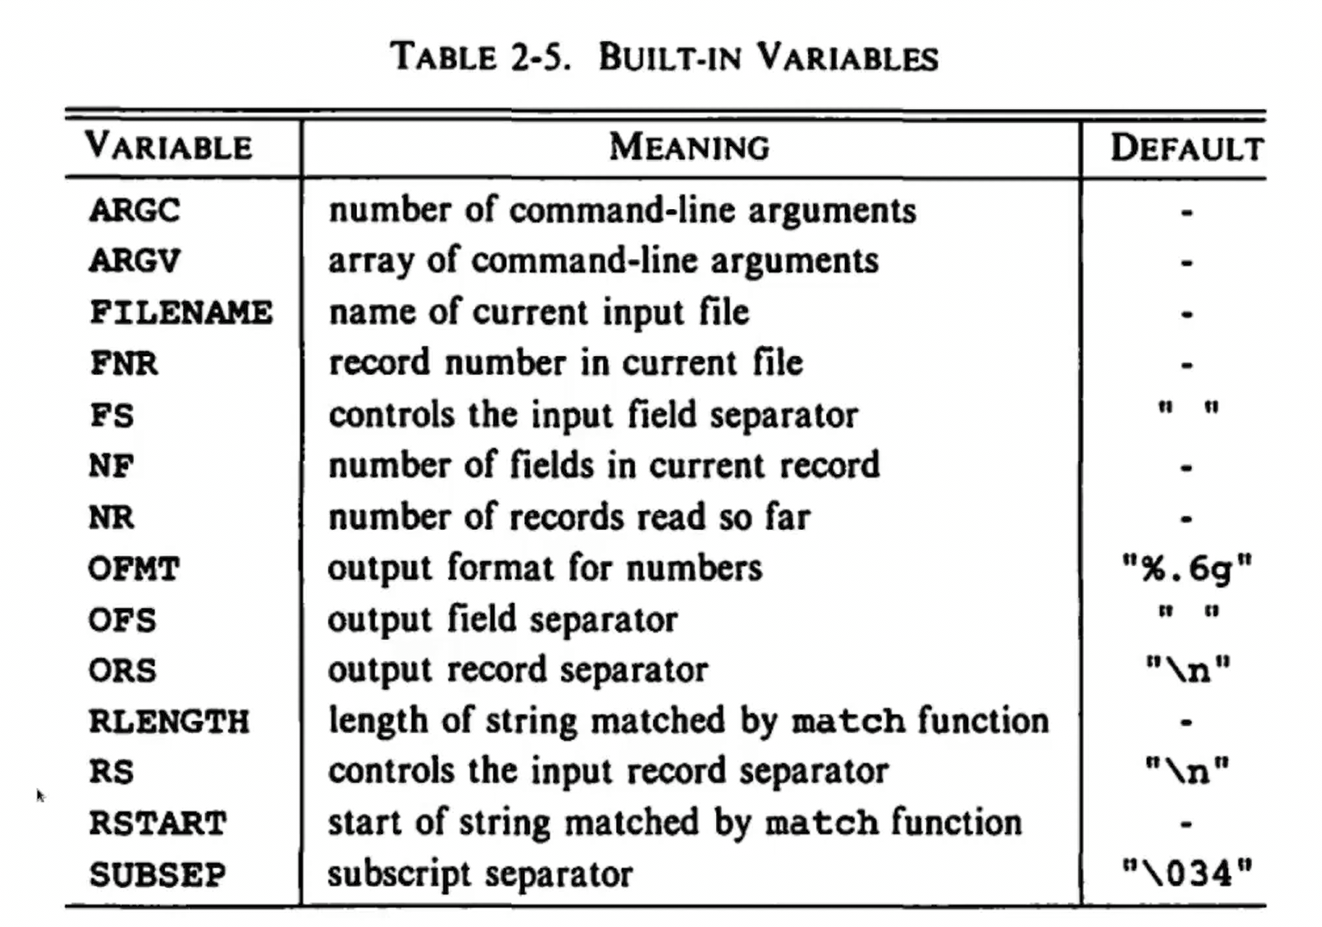 TABLE 2-5. BUILT-IN VARIABLES
VARIABLE MEANING DEFAULT
ARGC number of command-line arguments -
ARGV array of command-line arguments -
FILENAME name of current input file -
FNR record number in current file -
FS controls the input field separator " "
NF number of fields in current record -
NR number of records read so far -
OFMT output format for numbers "%.6g"
OFS output field separator " "
ORS output record separator "\n"
RLENGTH length of string matched by match function -
RS controls the input record separator "\n"
RSTART start of string matched by match function -
SUBSEP subscript separator "\034"